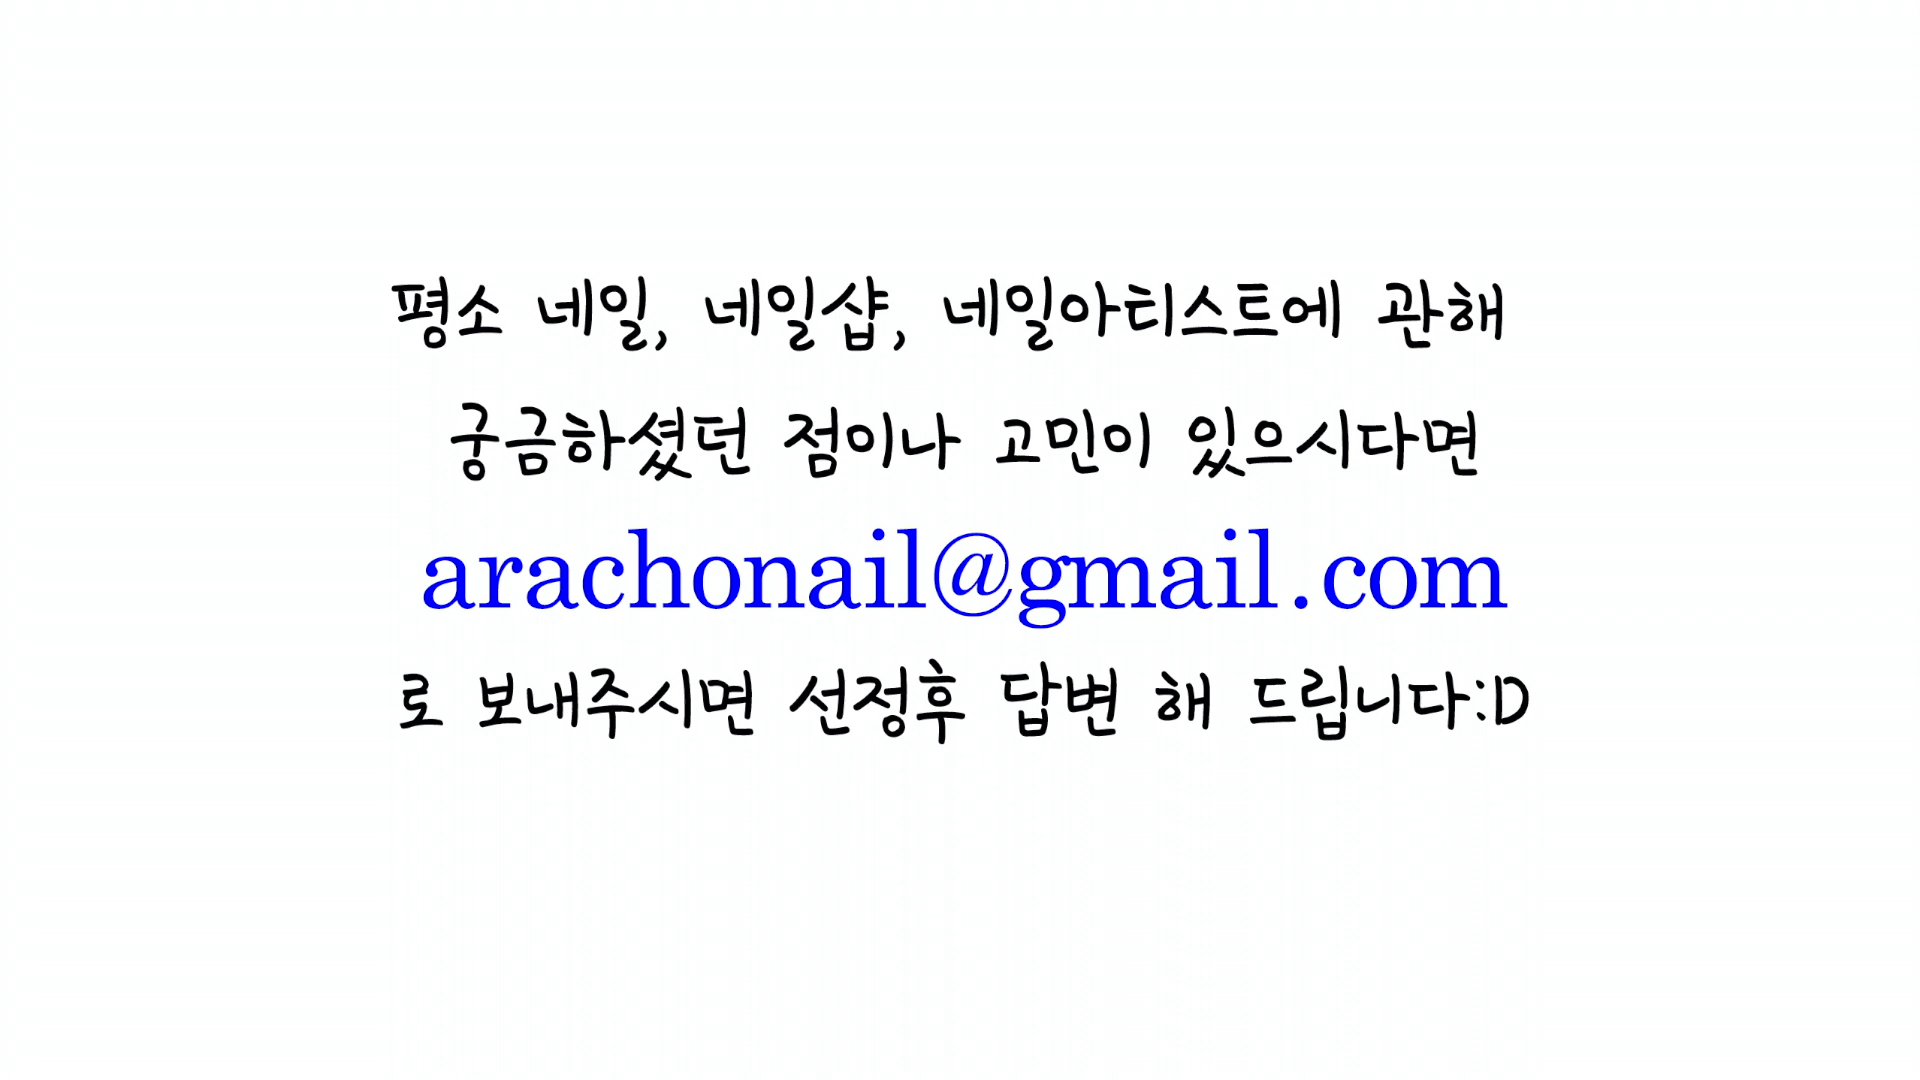 평소 네일, 네일샵, 네일아티스트에 관해
궁금하셨던 점이나 고민이 있으시다면
arachonail@gmail.com
로 보내주시면 선정후 답변 해 드립니다:D